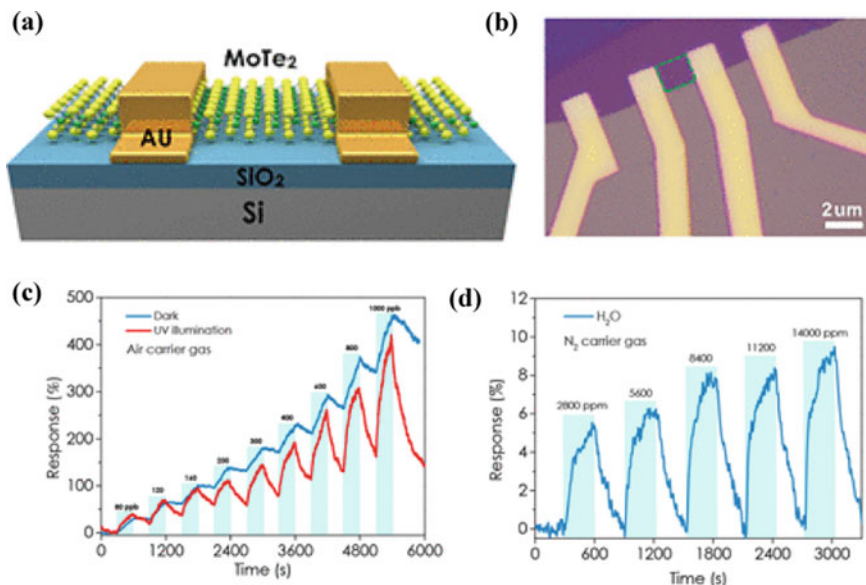 (a)
MoTe₂
AU
SIO₂
Si
(b)
2um
(c)
500
400
300
200
100
0
Response (%)
Dark
UV illumination
Air carrier gas
80 ppb
120
160
200
300
400
600
800
1000 ppb
0 1200 2400 3600 4800 6000
Time (s)
(d)
12
10
8
6
4
2
0
Response (%)
H₂O
N₂ carrier gas
2800 ppm
5600
8400
11200
14000 ppm
0 600 1200 1800 2400 3000
Time (s)